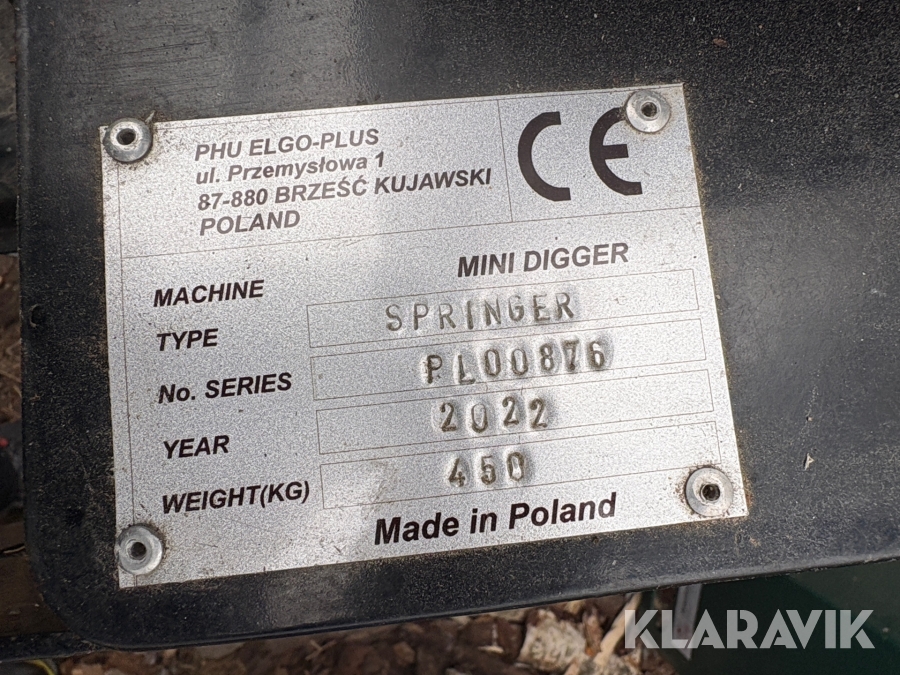 PHU ELGO-PLUS
ul. Przemysłowa 1
87-880 BRZEŚĆ KUJAWSKI
POLAND
CE
MACHINE MINI DIGGER
TYPE SPRINGER
No. SERIES PL00876
YEAR 2022
WEIGHT(KG) 450
Made in Poland
KLARAVIK